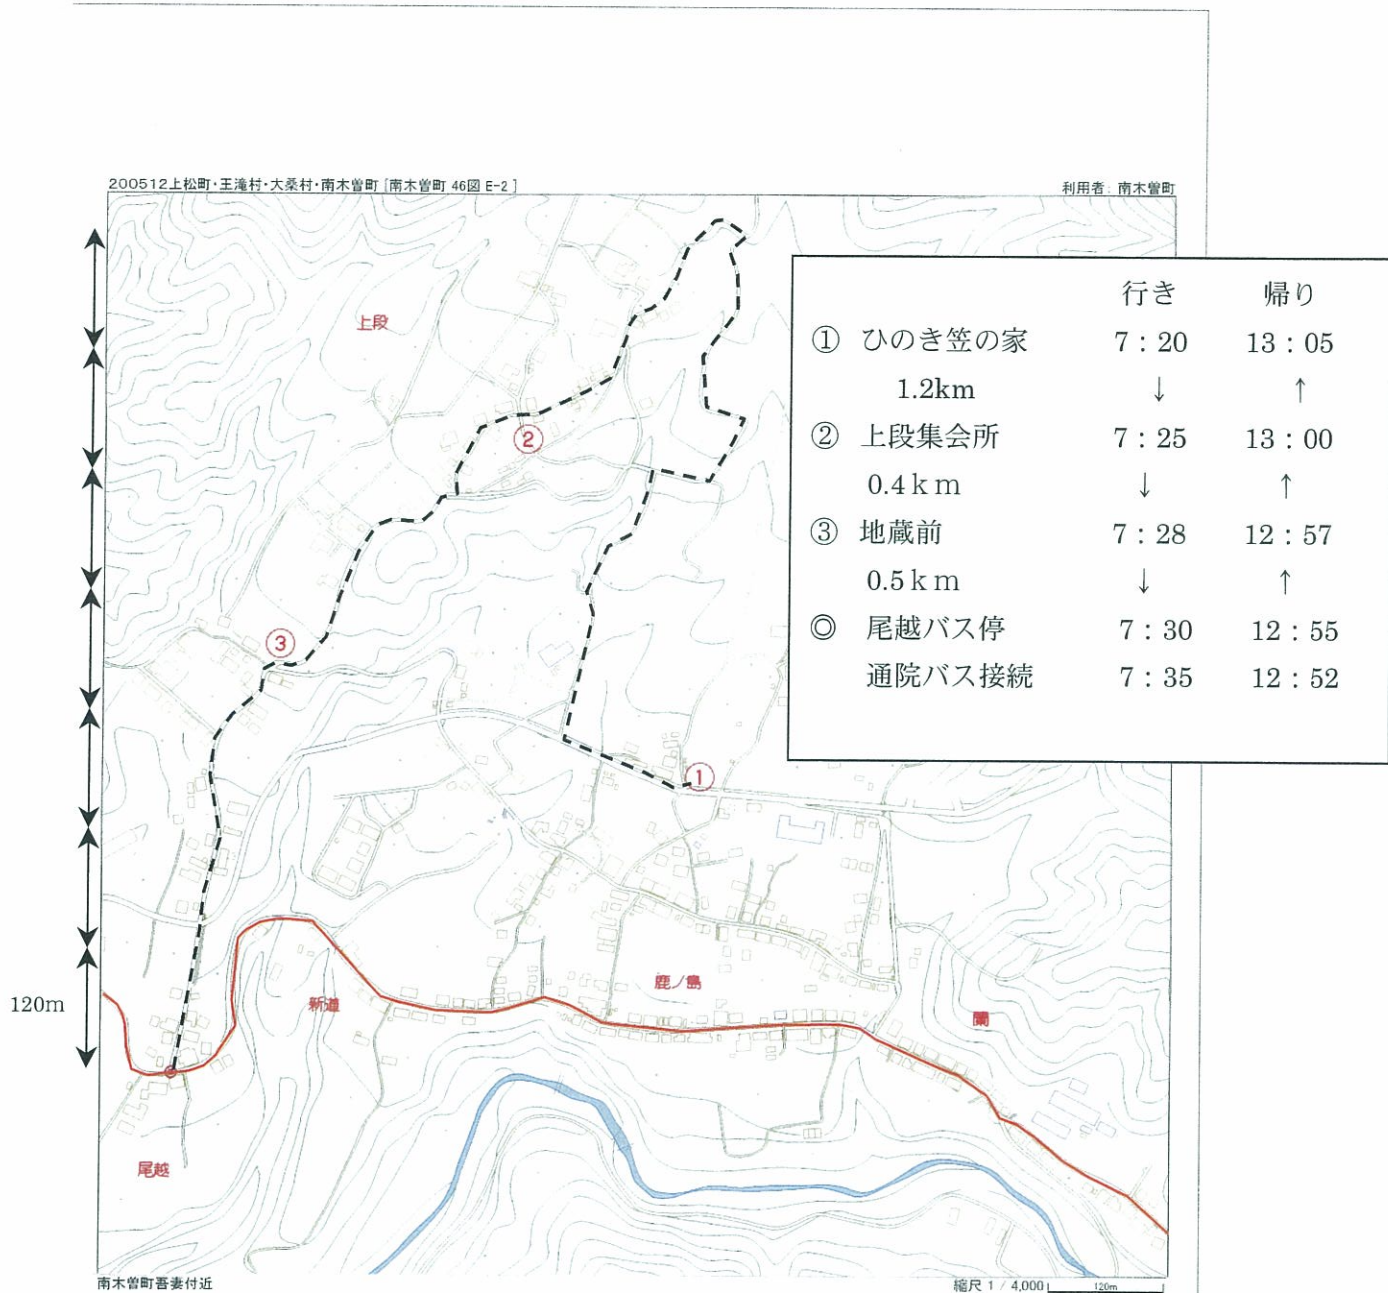 200512上松町・王滝村・大桑村・南木曽町 [南木曽町 46図 E-2 ]
利用者: 南木曽町
行き 帰り
① ひのき笠の家 7:20 13:05
1.2km ↓ ↑
② 上段集会所 7:25 13:00
0.4km ↓ ↑
③ 地蔵前 7:28 12:57
0.5km ↓ ↑
◎ 尾越バス停 7:30 12:55
通院バス接続 7:35 12:52
上段
②
③
①
120m
新道
鹿ノ島
蘭
尾越
南木曽町吾妻付近
縮尺 1 / 4,000
120m